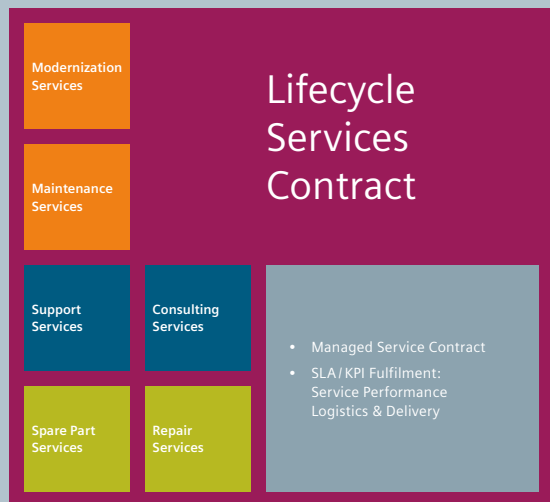 Modernization
Services
Lifecycle
Services
Contract
Maintenance
Services
Support
Services
Consulting
Services
• Managed Service Contract
• SLA/KPI Fulfilment:
Service Performance
Logistics & Delivery
Spare Part
Services
Repair
Services